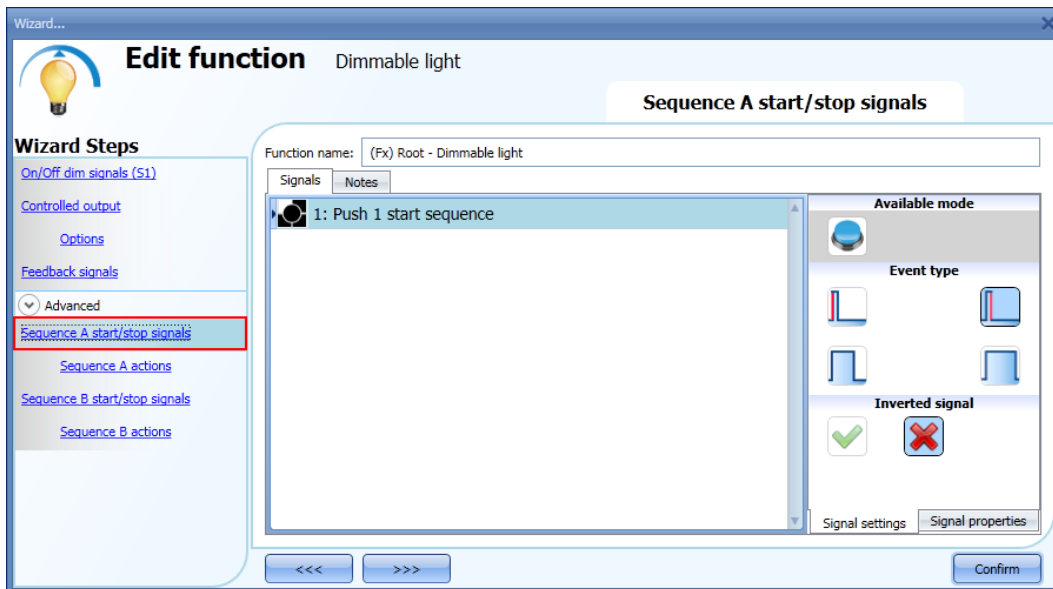 Wizard...
Edit function Dimmable light
Sequence A start/stop signals
Wizard Steps
On/Off dim signals (S1)
Controlled output
Options
Feedback signals
Advanced
Sequence A start/stop signals
Sequence A actions
Sequence B start/stop signals
Sequence B actions
Function name: (Fx) Root - Dimmable light
Signals Notes
1: Push 1 start sequence
Available mode
Event type
Inverted signal
Signal settings Signal properties
<<< >>> Confirm